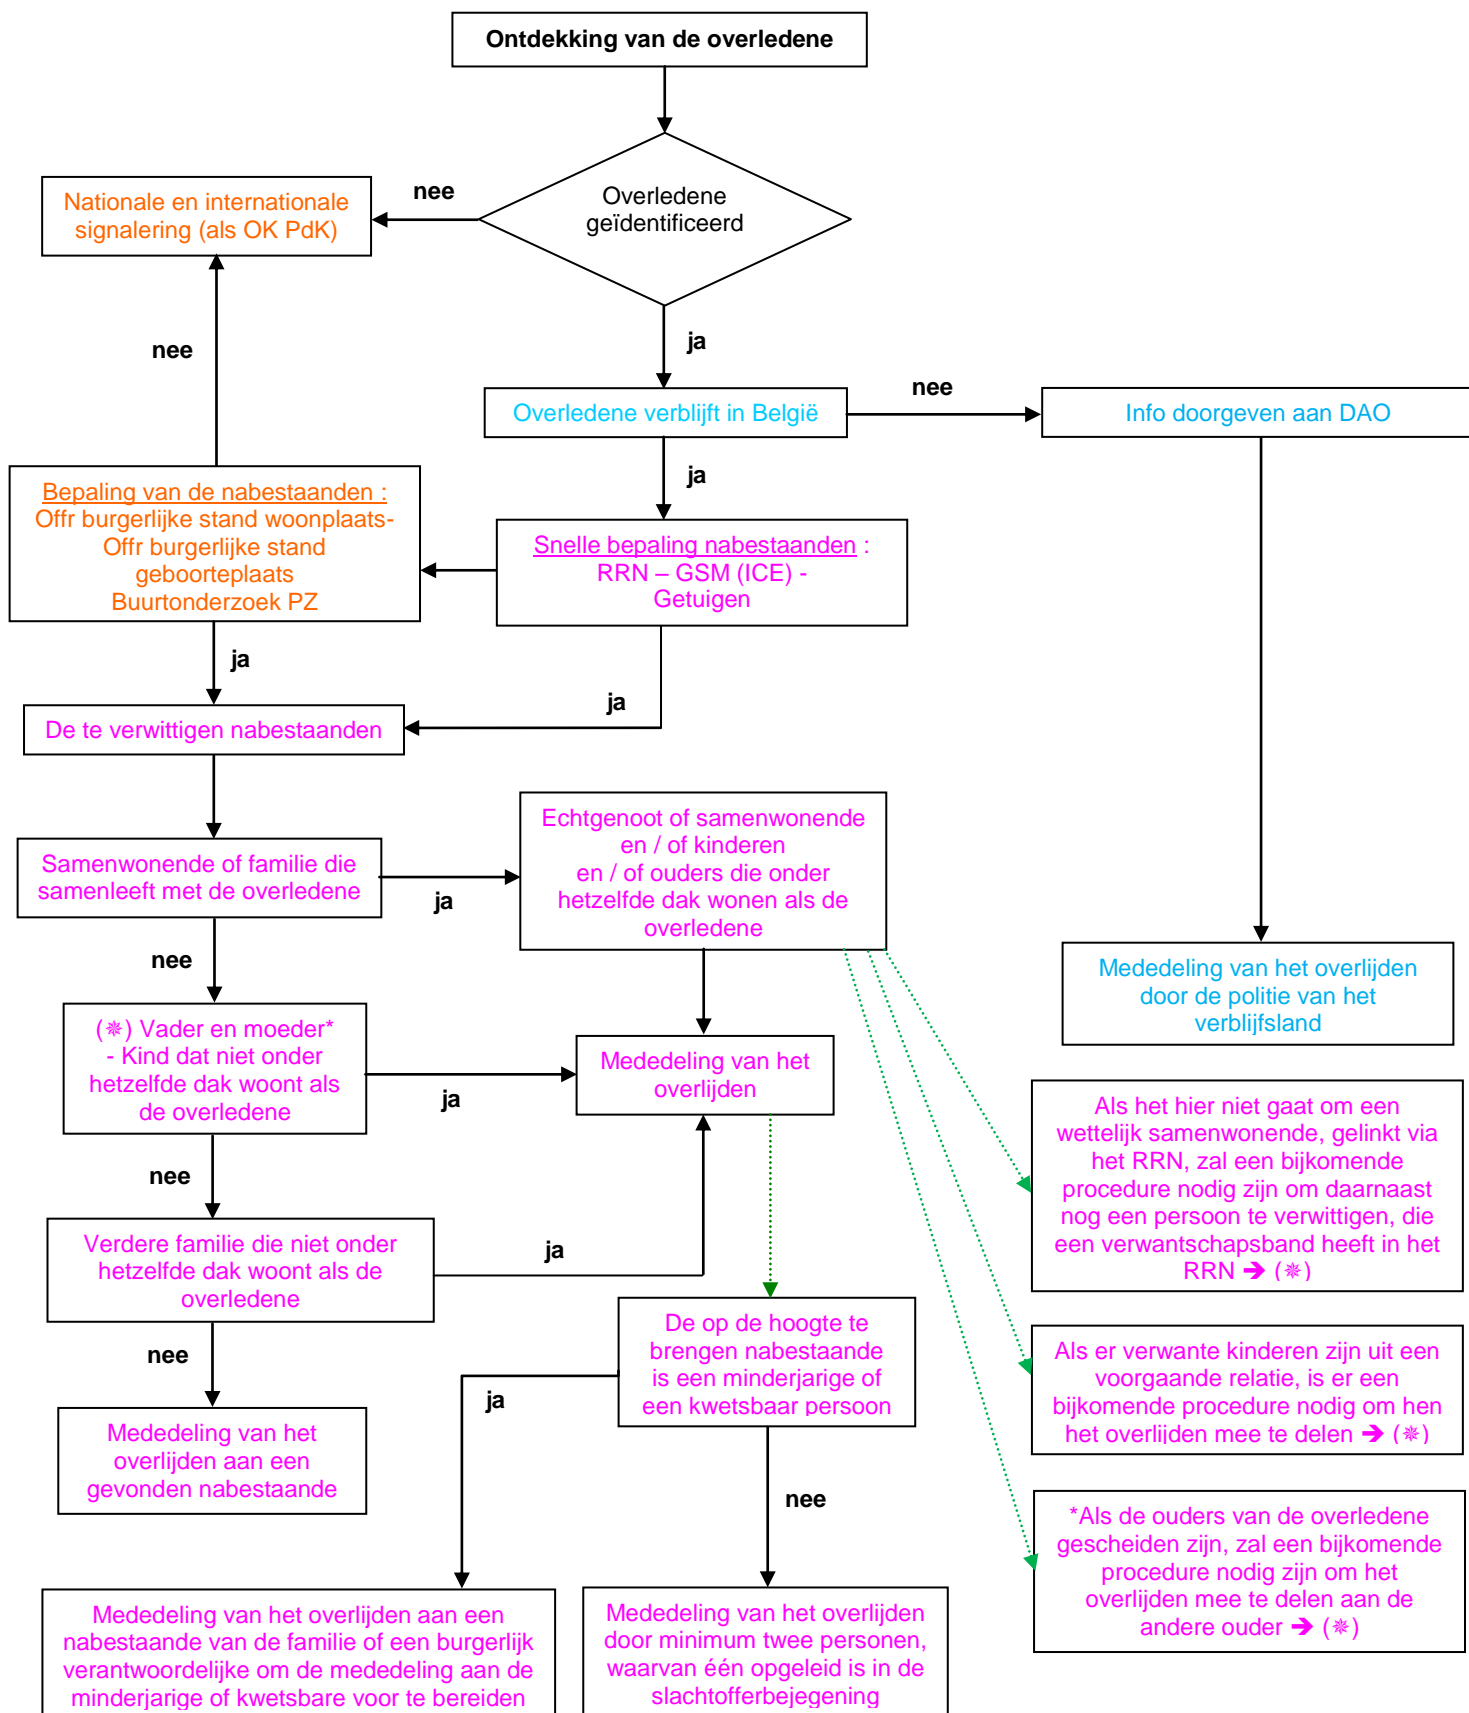 Ontdekking van de overledene
Overledene
geïdentificeerd
nee
Nationale en internationale
signalering (als OK PdK)
nee
ja
Overledene verblijft in België
nee
Info doorgeven aan DAO
ja
Bepaling van de nabestaanden :
Offr burgerlijke stand woonplaats-
Offr burgerlijke stand
geboorteplaats
Buurtonderzoek PZ
Snelle bepaling nabestaanden :
RRN – GSM (ICE) -
Getuigen
ja
ja
De te verwittigen nabestaanden
Samenwonende of familie die
samenleeft met de overledene
ja
Echtgenoot of samenwonende
en / of kinderen
en / of ouders die onder
hetzelfde dak wonen als de
overledene
nee
Mededeling van het overlijden
door de politie van het
verblijfsland
(✵) Vader en moeder*
- Kind dat niet onder
hetzelfde dak woont als
de overledene
ja
Mededeling van het
overlijden
Als het hier niet gaat om een
wettelijk samenwonende, gelinkt via
het RRN, zal een bijkomende
procedure nodig zijn om daarnaast
nog een persoon te verwittigen, die
een verwantschapsband heeft in het
RRN ➔ (✵)
nee
Verdere familie die niet onder
hetzelfde dak woont als de
overledene
ja
nee
De op de hoogte te
brengen nabestaande
is een minderjarige of
een kwetsbaar persoon
Als er verwante kinderen zijn uit een
voorgaande relatie, is er een
bijkomende procedure nodig om hen
het overlijden mee te delen ➔ (✵)
ja
Mededeling van het
overlijden aan een
gevonden nabestaande
nee
*Als de ouders van de overledene
gescheiden zijn, zal een bijkomende
procedure nodig zijn om het
overlijden mee te delen aan de
andere ouder ➔ (✵)
Mededeling van het overlijden aan een
nabestaande van de familie of een burgerlijk
verantwoordelijke om de mededeling aan de
minderjarige of kwetsbare voor te bereiden
Mededeling van het overlijden
door minimum twee personen,
waarvan één opgeleid is in de
slachtofferbejegening